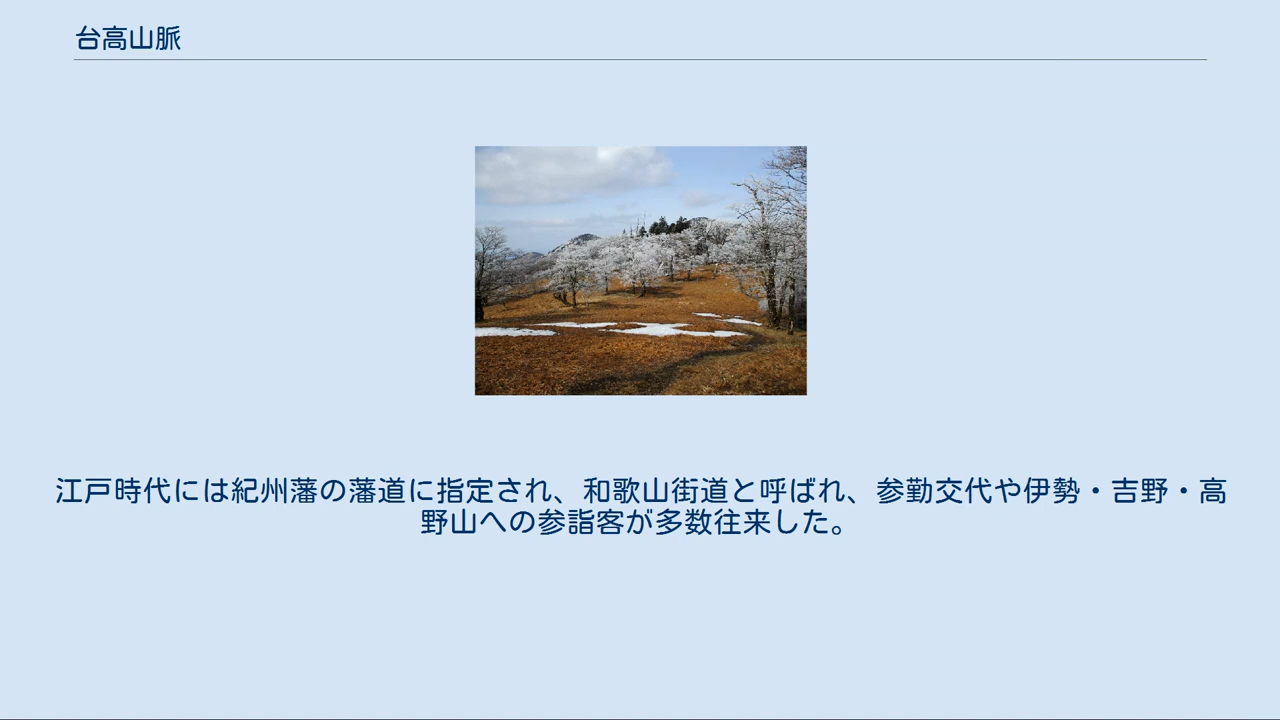 台高山脈
江戸時代には紀州藩の藩道に指定され、和歌山街道と呼ばれ、参勤交代や伊勢・吉野・高
野山への参詣客が多数往来した。